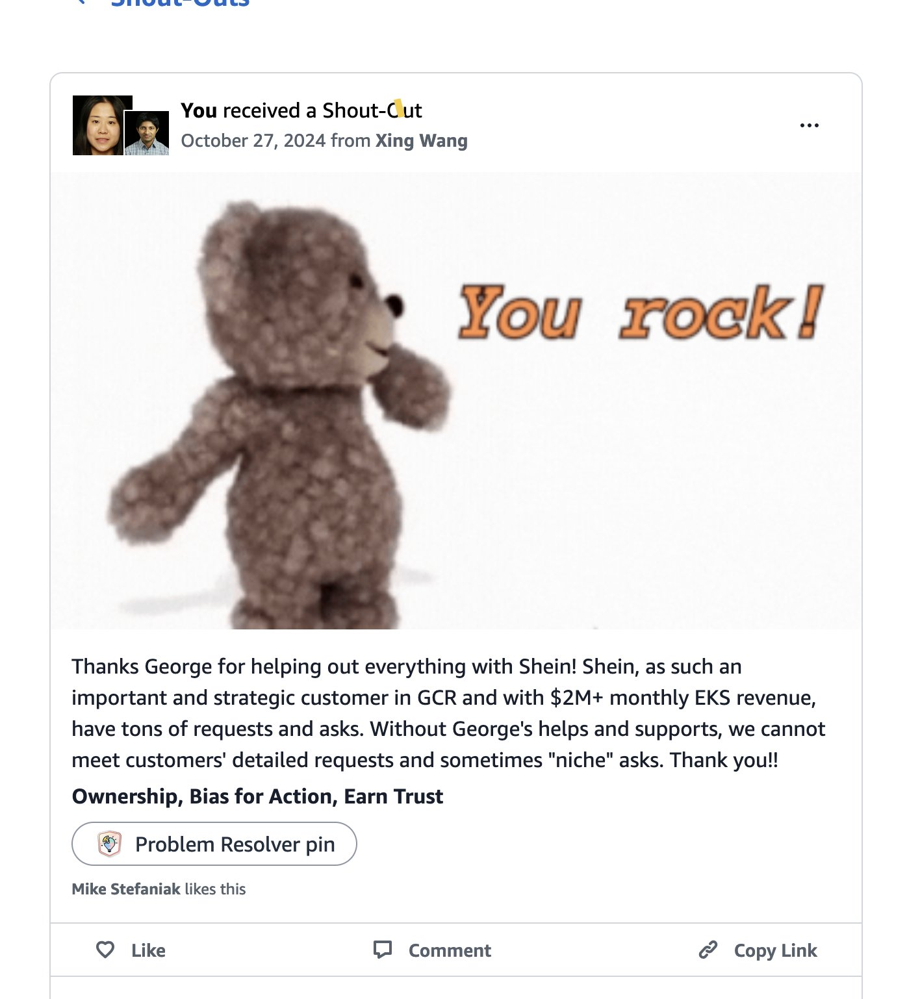 Shout-Outs
You received a Shout-Out
October 27, 2024 from Xing Wang
You rock!
Thanks George for helping out everything with Shein! Shein, as such an
important and strategic customer in GCR and with $2M+ monthly EKS revenue,
have tons of requests and asks. Without George's helps and supports, we cannot
meet customers' detailed requests and sometimes "niche" asks. Thank you!!
Ownership, Bias for Action, Earn Trust
Problem Resolver pin
Mike Stefaniak likes this
Like Comment Copy Link